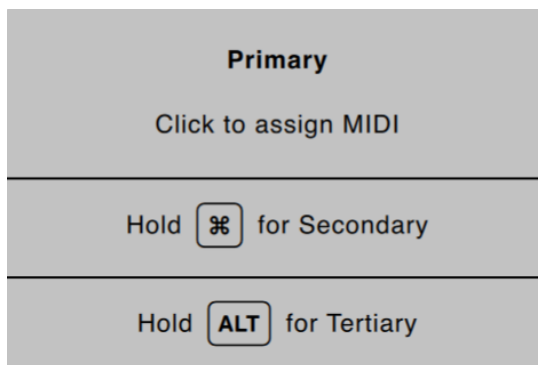 Primary
Click to assign MIDI
Hold ⌘ for Secondary
Hold ALT for Tertiary